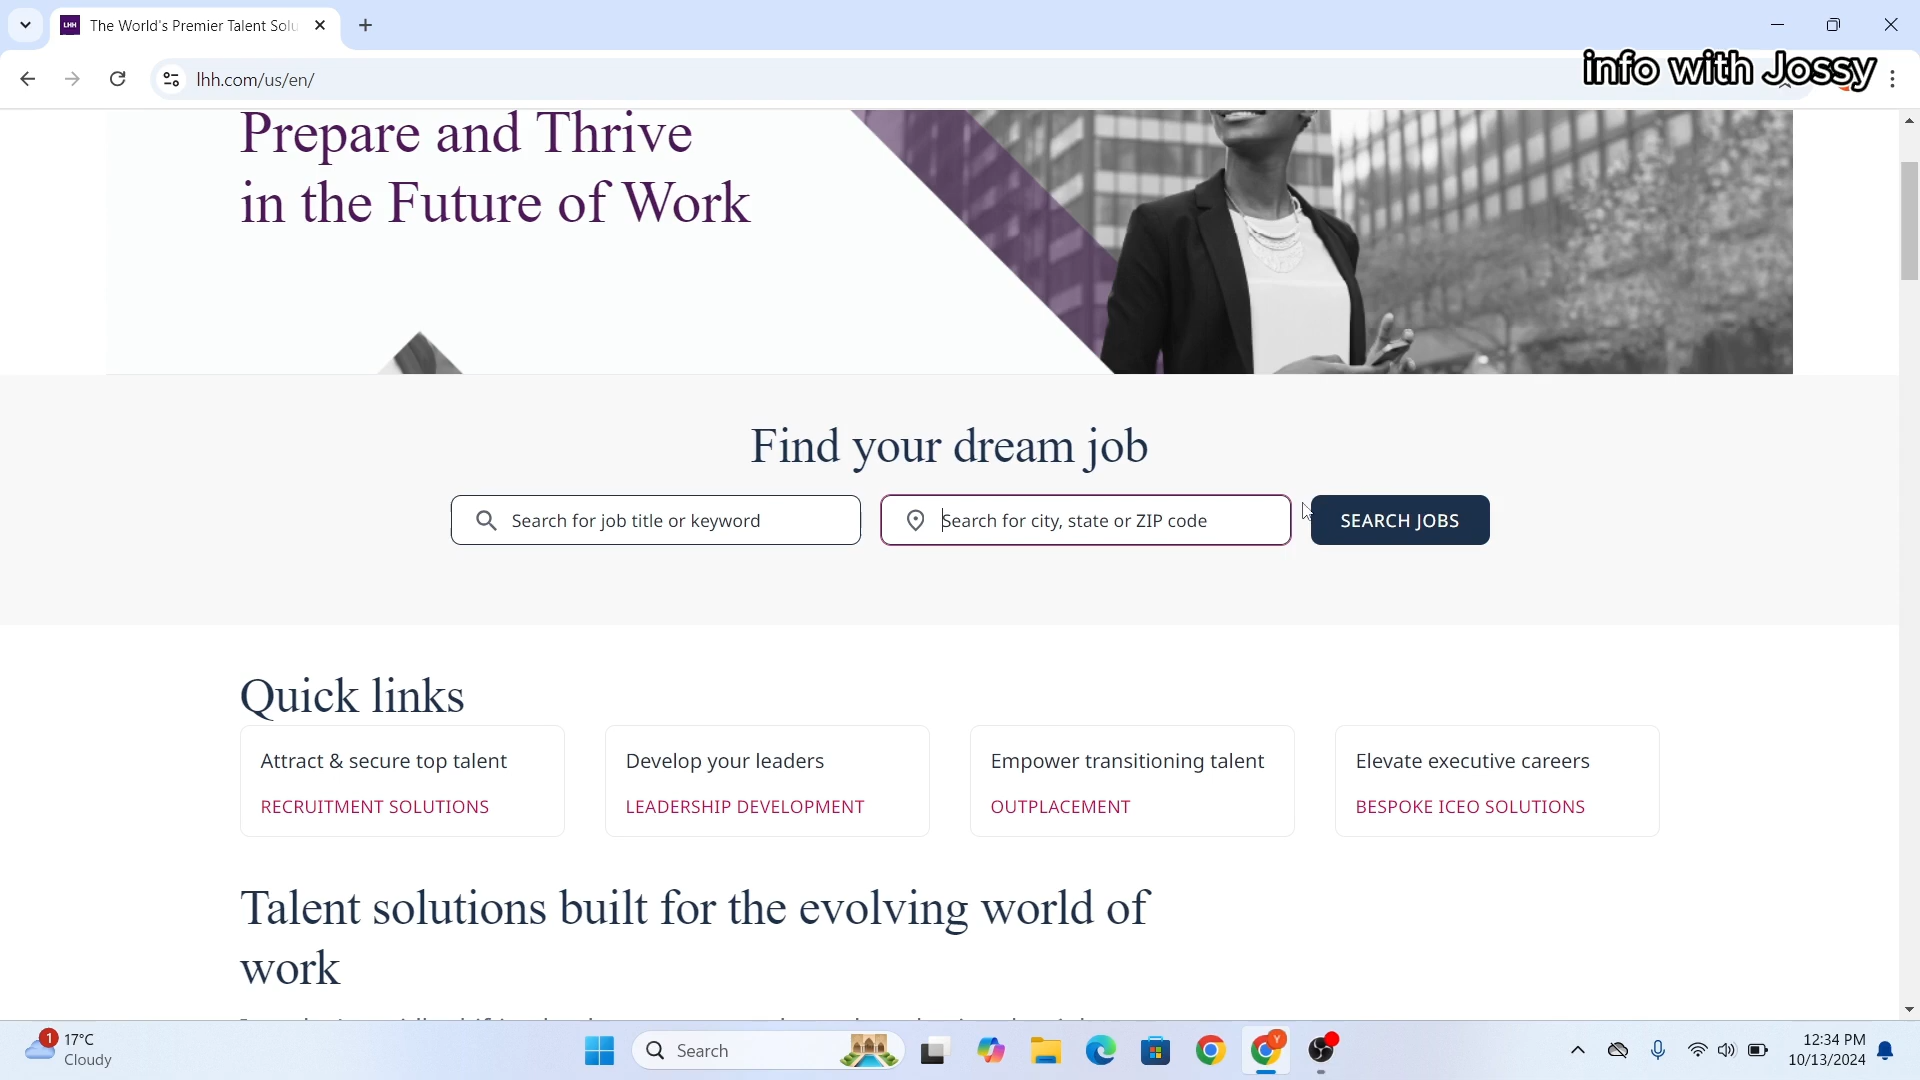 LHH
The World's Premier Talent Solu
lhh.com/us/en/
info with Jossy
Prepare and Thrive
in the Future of Work
Find your dream job
Search for job title or keyword
Search for city, state or ZIP code
SEARCH JOBS
Quick links
Attract & secure top talent
RECRUITMENT SOLUTIONS
Develop your leaders
LEADERSHIP DEVELOPMENT
Empower transitioning talent
OUTPLACEMENT
Elevate executive careers
BESPOKE ICEO SOLUTIONS
Talent solutions built for the evolving world of
work
1
17°C
Cloudy
Search
Y
12:34 PM
10/13/2024